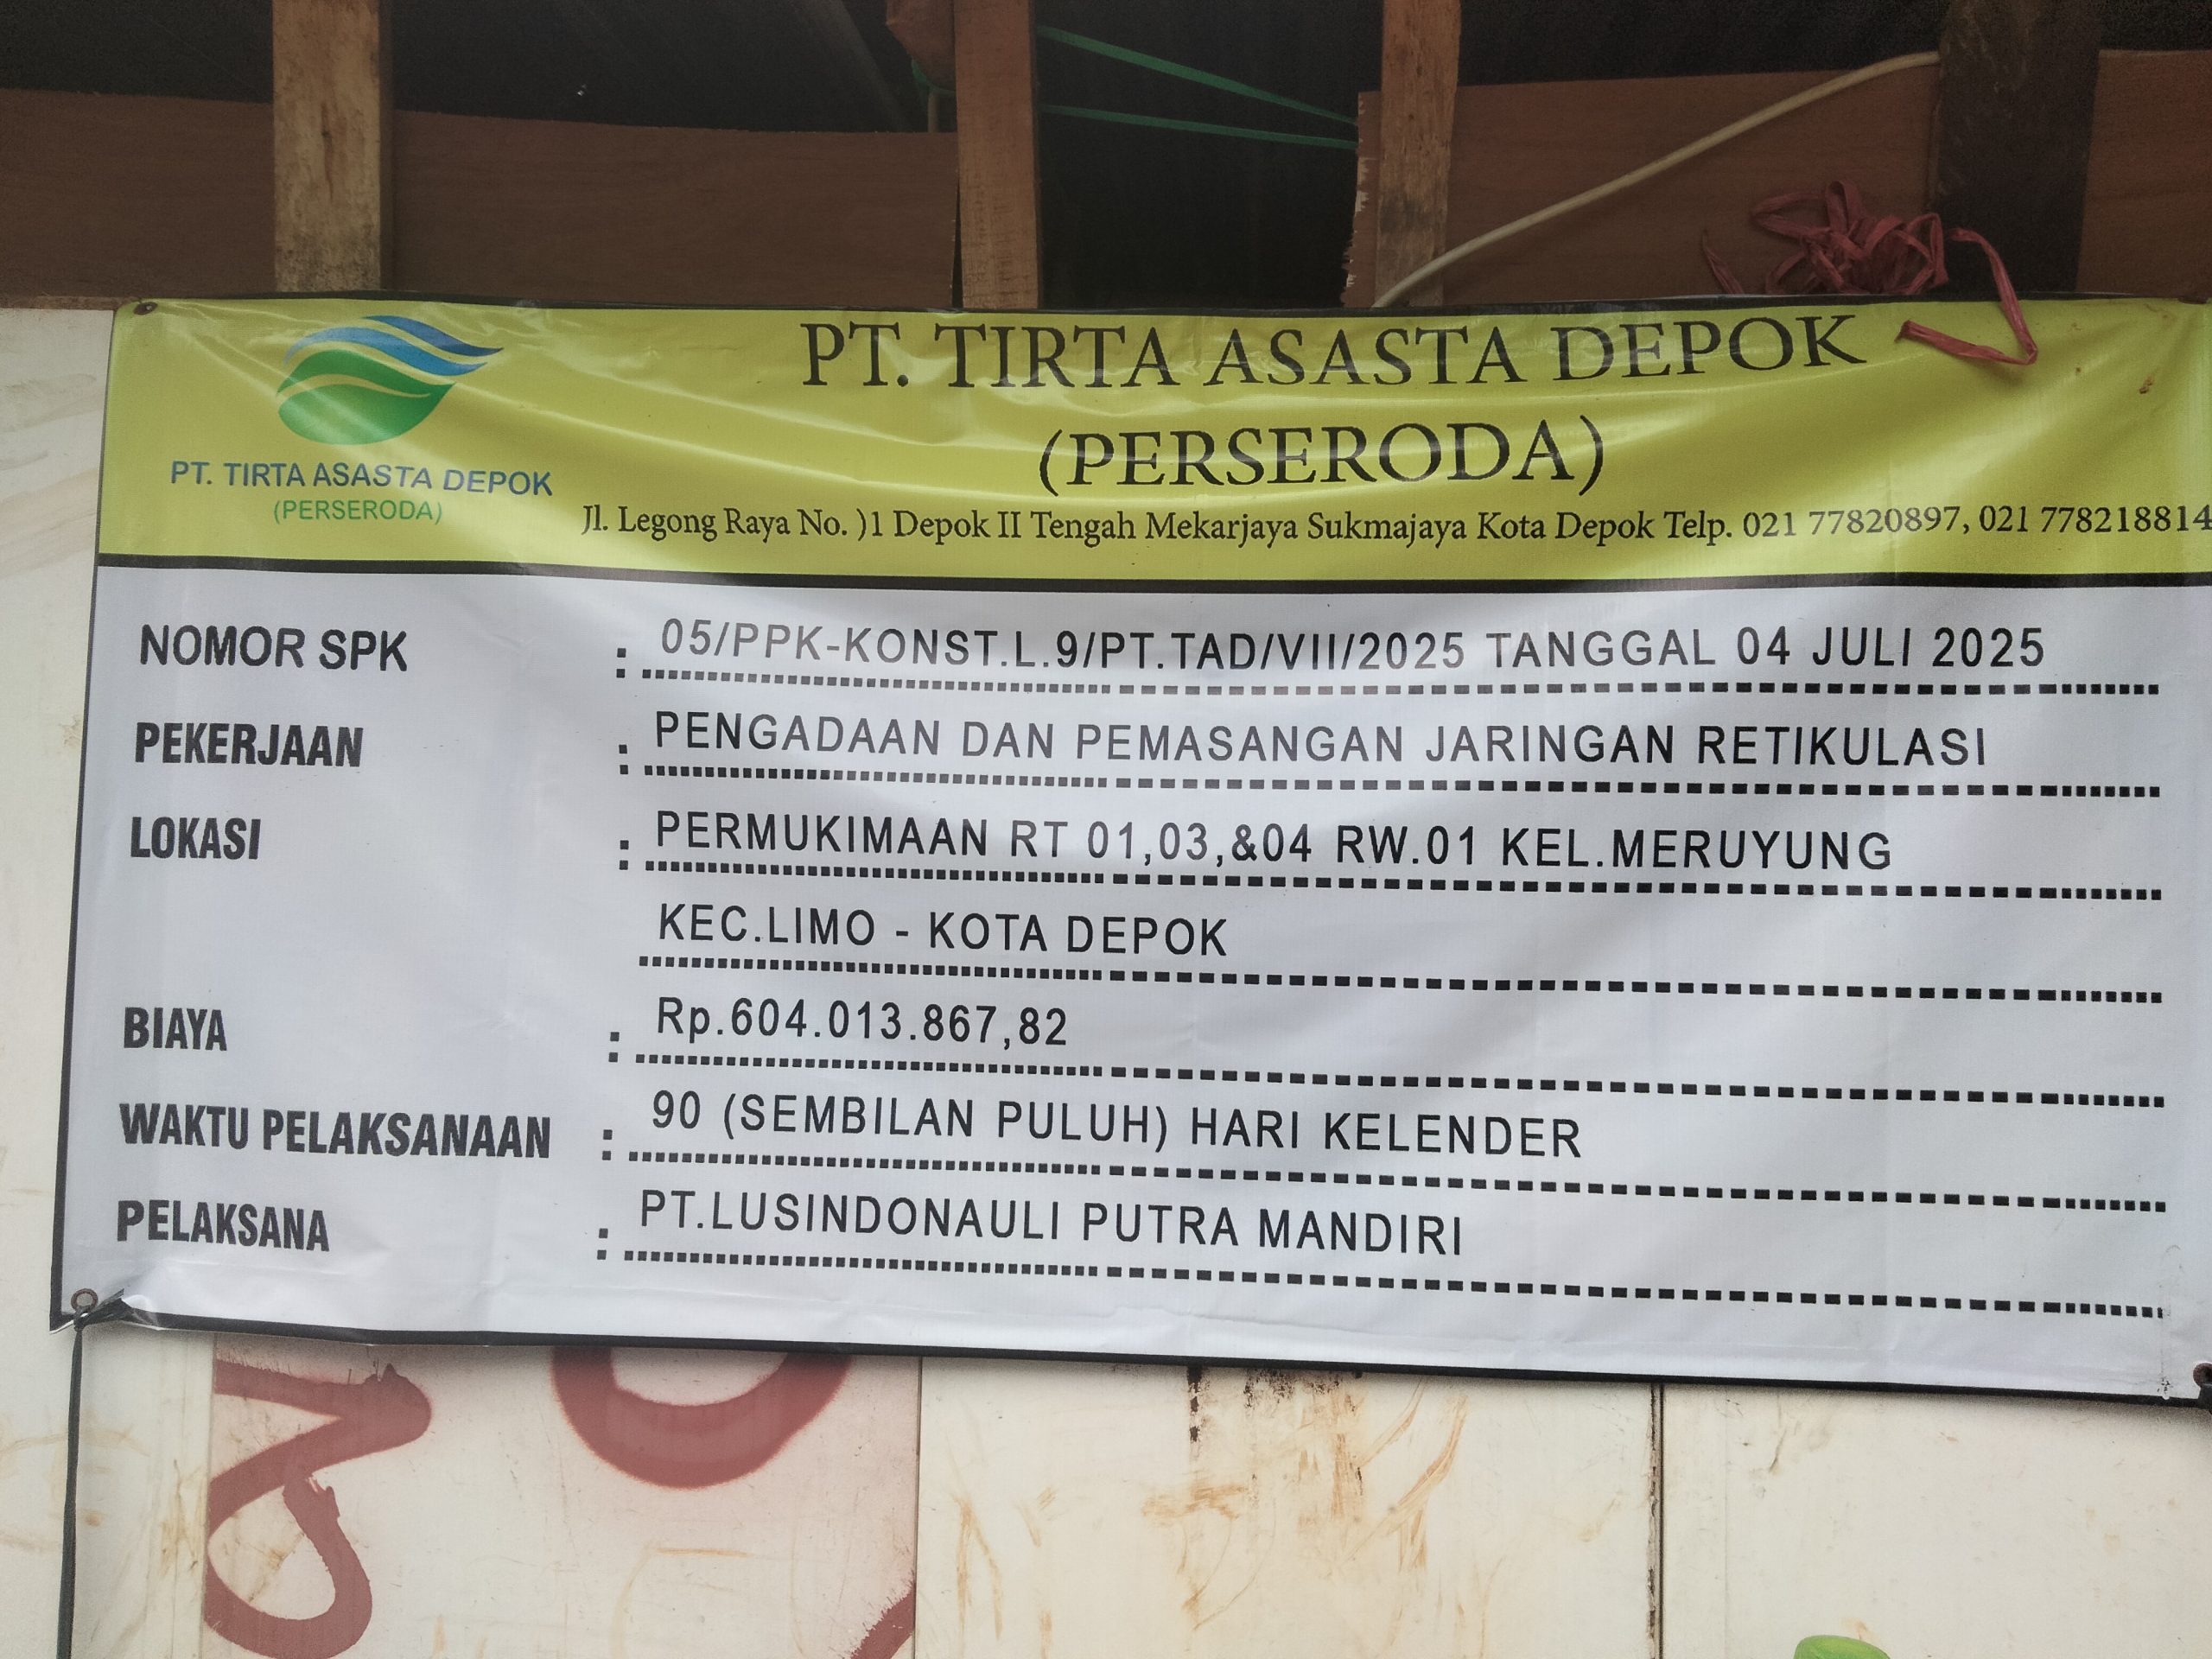 PT. TIRTA ASASTA DEPOK
(PERSERODA)
PT. TIRTA ASASTA DEPOK
(PERSERODA)
Jl. Legong Raya No. )1 Depok II Tengah Mekarjaya Sukmajaya Kota Depok Telp. 021 77820897, 021 778218814
NOMOR SPK : 05/PPK-KONST.L.9/PT.TAD/VII/2025 TANGGAL 04 JULI 2025
PEKERJAAN : PENGADAAN DAN PEMASANGAN JARINGAN RETIKULASI
LOKASI : PERMUKIMAAN RT 01,03,&04 RW.01 KEL.MERUYUNG
KEC.LIMO - KOTA DEPOK
BIAYA : Rp.604.013.867,82
WAKTU PELAKSANAAN : 90 (SEMBILAN PULUH) HARI KELENDER
PELAKSANA : PT.LUSINDONAULI PUTRA MANDIRI